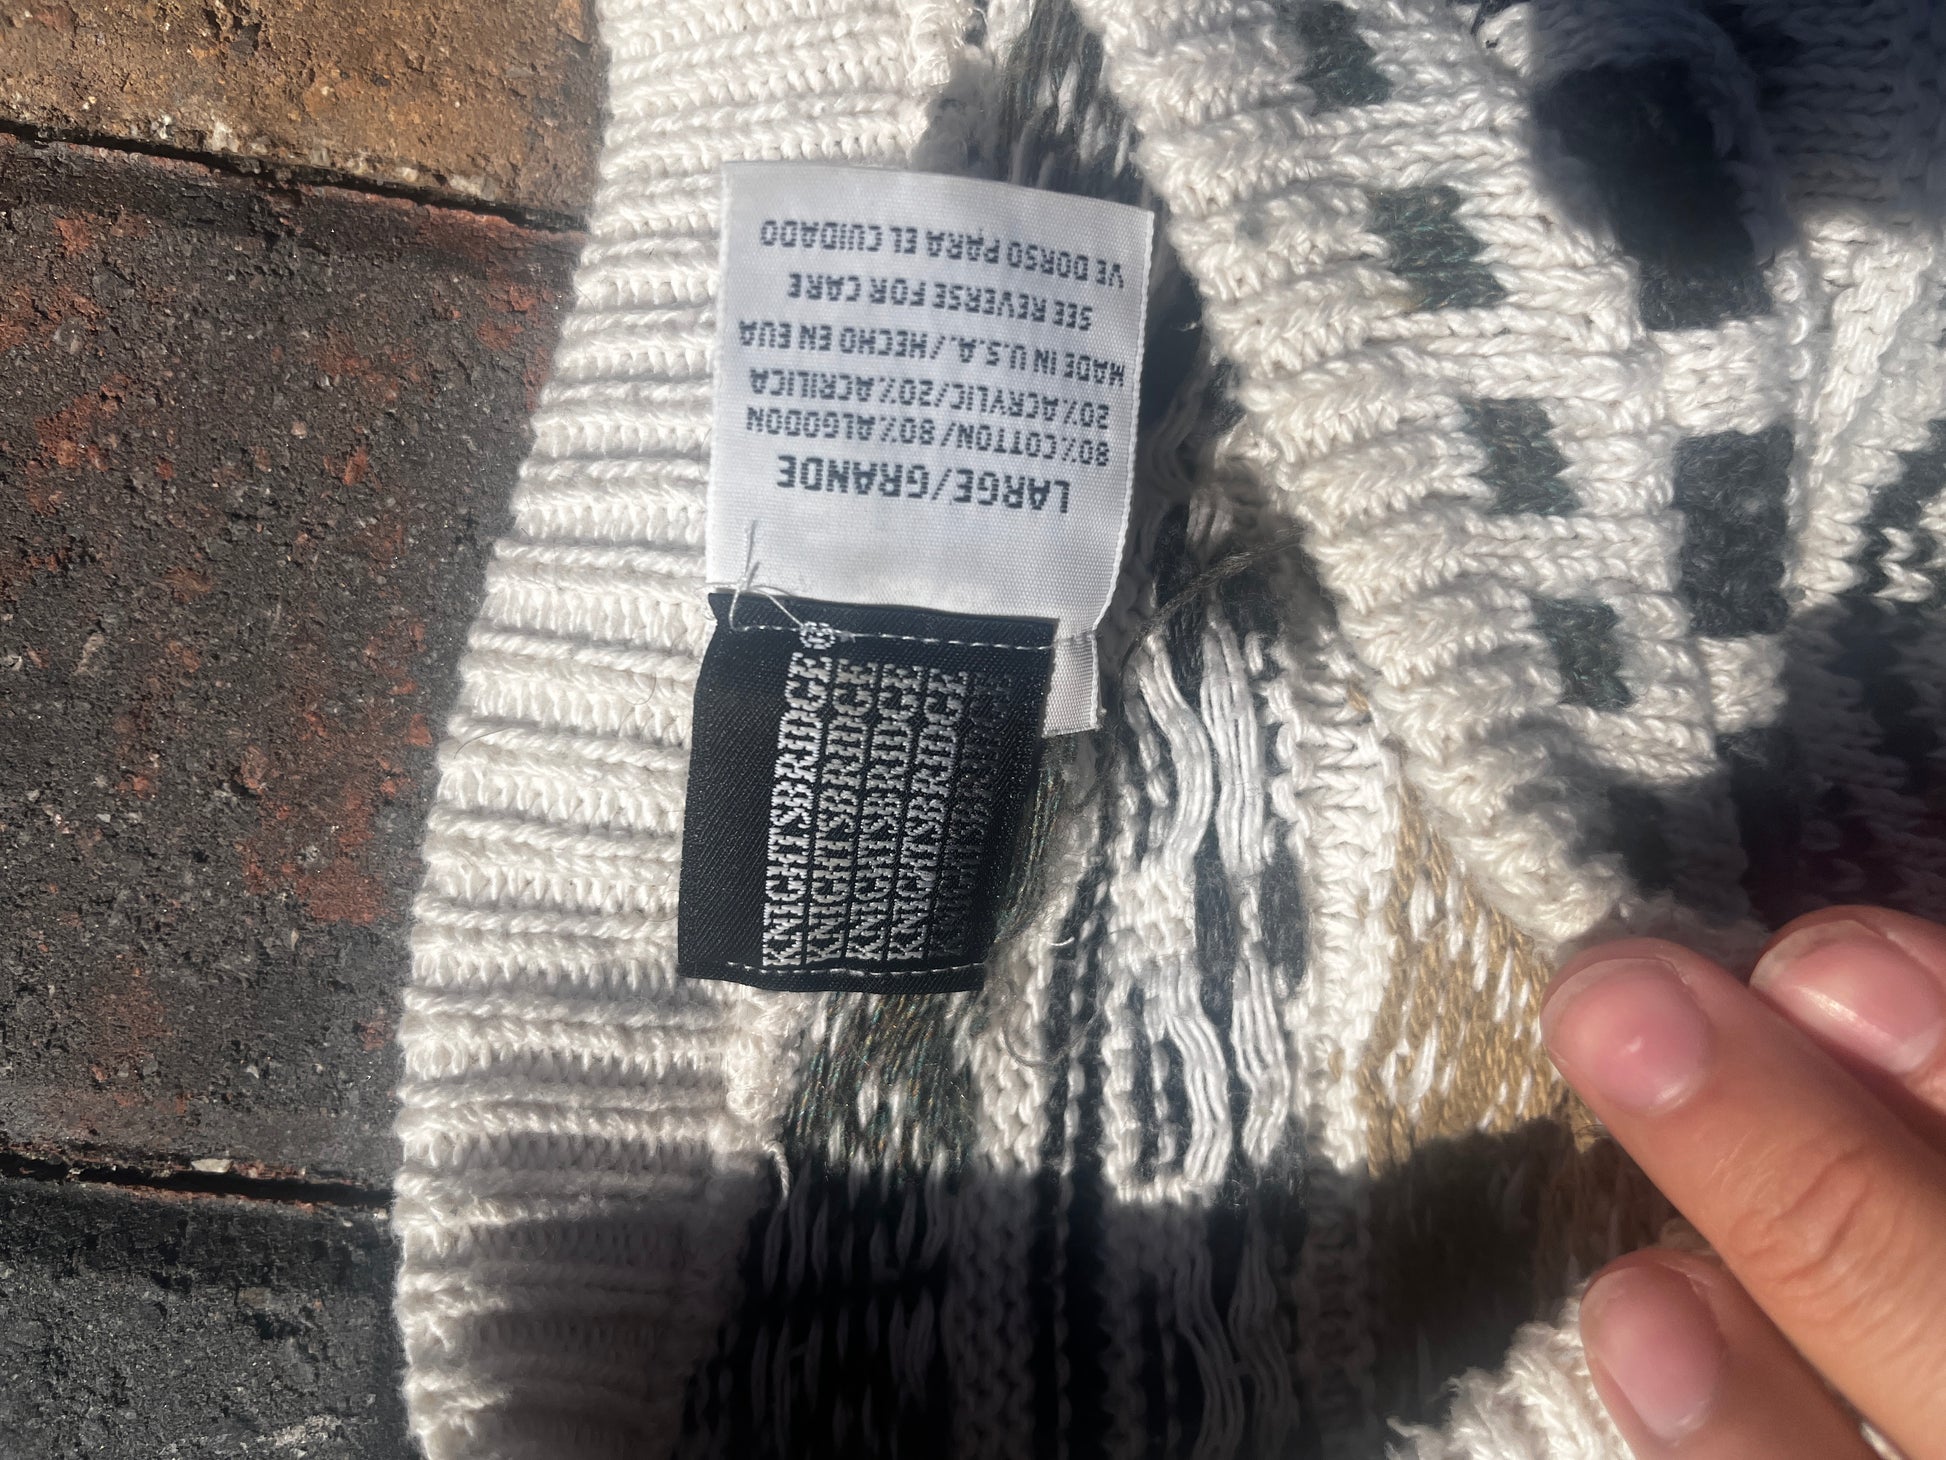 LARGE/GRANDE
80% COTTON/80% ALGODON
20% ACRYLIC/20% ACRILICA
MADE IN U.S.A./HECHO EN EUA
SEE REVERSE FOR CARE
VE DORSO PARA EL CUIDADO
KNIGHTSBRIDGE
KNIGHTSBRIDGE
KNIGHTSBRIDGE
KNIGHTSBRIDGE
KNIGHTSBRIDGE